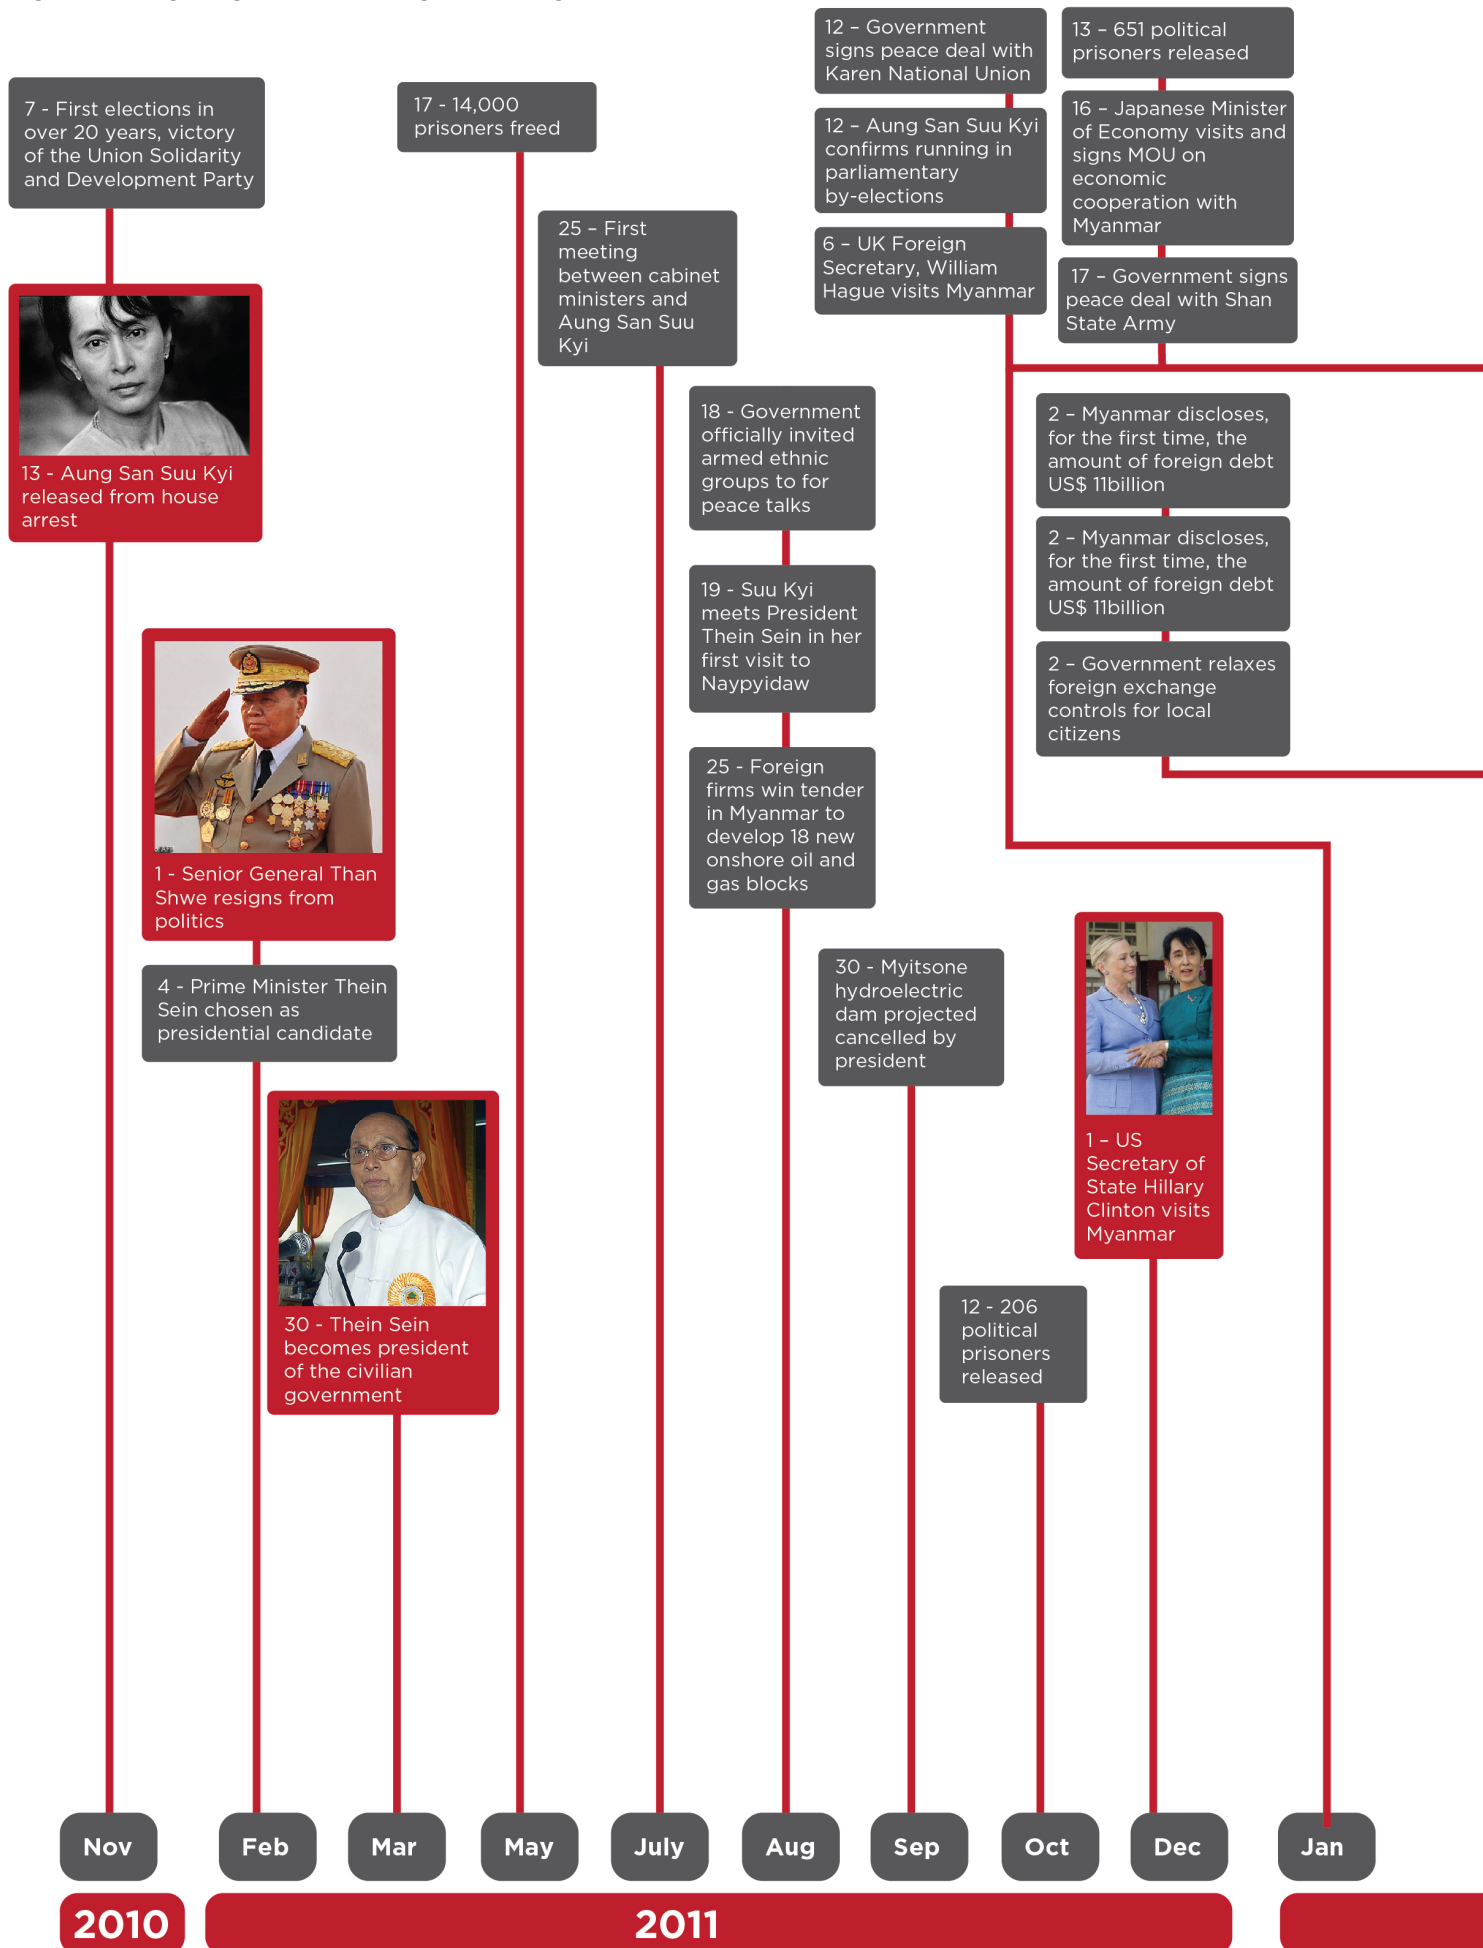 7 - First elections in
over 20 years, victory
of the Union Solidarity
and Development Party
13 - Aung San Suu Kyi
released from house
arrest
1 - Senior General Than
Shwe resigns from
politics
4 - Prime Minister Thein
Sein chosen as
presidential candidate
30 - Thein Sein
becomes president
of the civilian
government
17 - 14,000
prisoners freed
25 – First
meeting
between cabinet
ministers and
Aung San Suu
Kyi
18 - Government
officially invited
armed ethnic
groups to for
peace talks
19 - Suu Kyi
meets President
Thein Sein in her
first visit to
Naypyidaw
25 - Foreign
firms win tender
in Myanmar to
develop 18 new
onshore oil and
gas blocks
30 - Myitsone
hydroelectric
dam projected
cancelled by
president
12 - 206
political
prisoners
released
1 – US
Secretary of
State Hillary
Clinton visits
Myanmar
12 – Government
signs peace deal with
Karen National Union
12 – Aung San Suu Kyi
confirms running in
parliamentary
by-elections
6 – UK Foreign
Secretary, William
Hague visits Myanmar
13 – 651 political
prisoners released
16 – Japanese Minister
of Economy visits and
signs MOU on
economic
cooperation with
Myanmar
17 – Government signs
peace deal with Shan
State Army
2 – Myanmar discloses,
for the first time, the
amount of foreign debt
US$ 11billion
2 – Myanmar discloses,
for the first time, the
amount of foreign debt
US$ 11billion
2 – Government relaxes
foreign exchange
controls for local
citizens
Nov
Feb
Mar
May
July
Aug
Sep
Oct
Dec
Jan
2010
2011